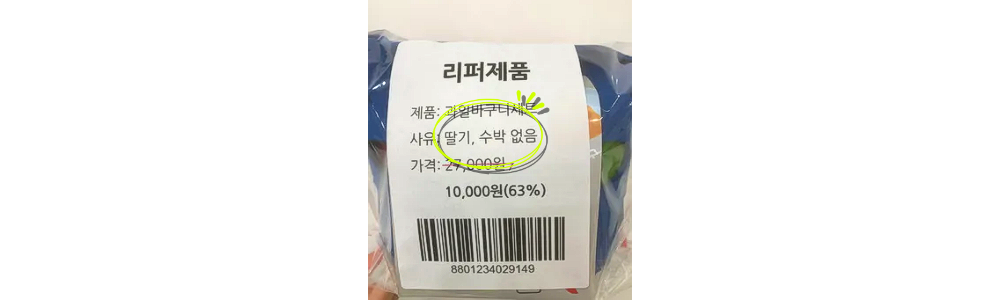 리퍼제품
제품: 과일바구니세트
사유: 딸기, 수박 없음
가격: 27,000원
10,000원(63%)
8801234029149